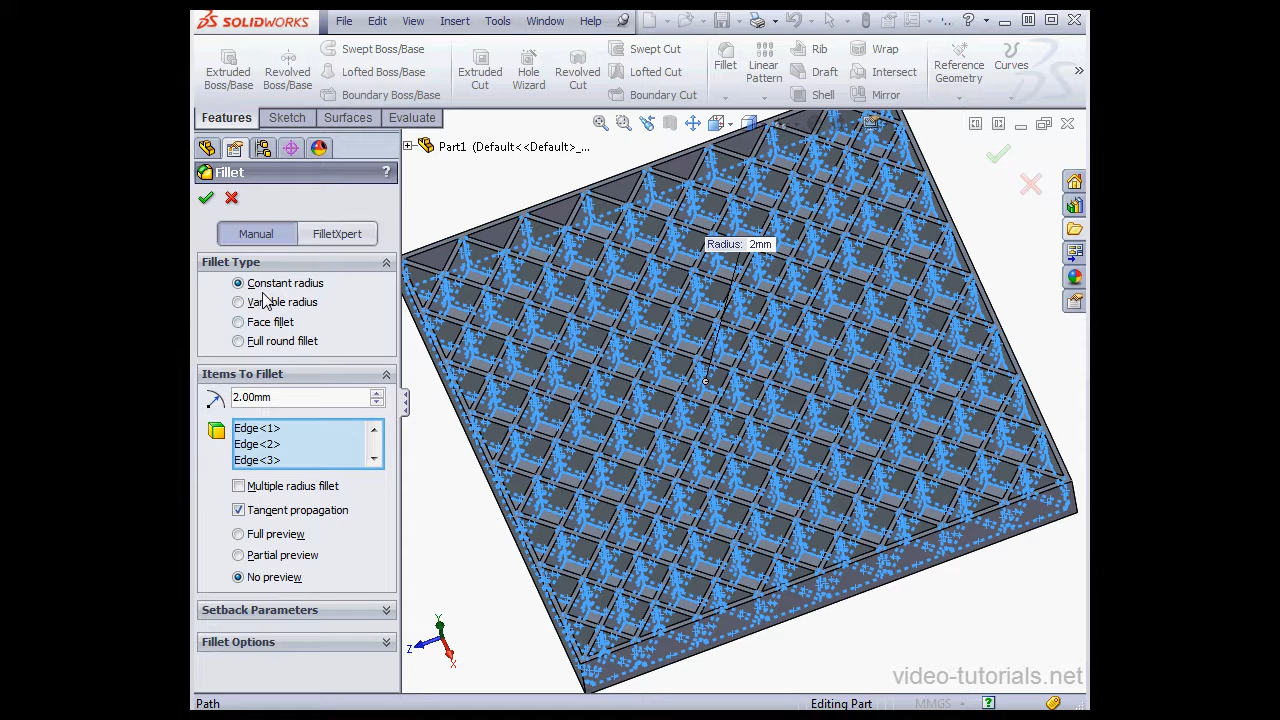 SOLIDWORKS File Edit View Insert Tools Window Help
Extruded Boss/Base
Revolved Boss/Base
Swept Boss/Base
Lofted Boss/Base
Boundary Boss/Base
Extruded Cut
Hole Wizard
Revolved Cut
Swept Cut
Lofted Cut
Boundary Cut
Fillet
Linear Pattern
Rib
Draft
Shell
Wrap
Intersect
Mirror
Reference Geometry
Curves
Features Sketch Surfaces Evaluate
Part1 (Default<<Default>_...
Fillet ?
Manual FilletXpert
Fillet Type
Constant radius
Variable radius
Face fillet
Full round fillet
Items To Fillet
2.00mm
Edge<1>
Edge<2>
Edge<3>
Multiple radius fillet
Tangent propagation
Full preview
Partial preview
No preview
Setback Parameters
Fillet Options
Radius: 2mm
Y
Z
X
video-tutorials.net
Path Editing Part MMGS